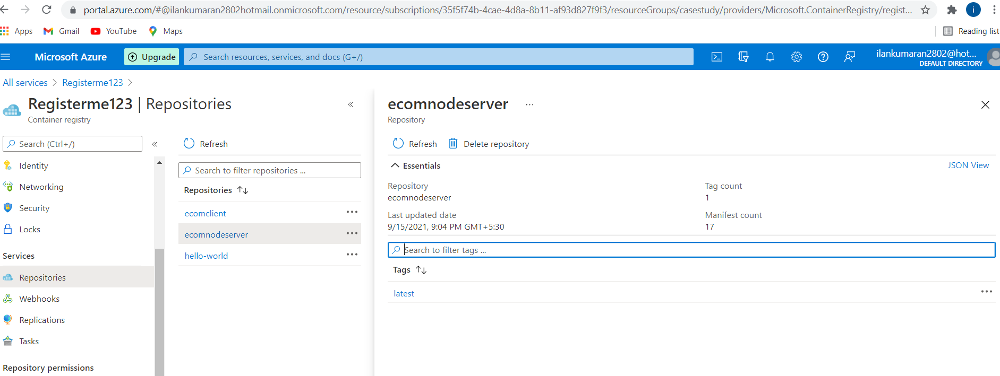 portal.azure.com/#@ilankumaran2802hotmail.onmicrosoft.com/resource/subscriptions/35f5f74b-4cae-4d8a-8b11-af93d827f9f3/resourceGroups/casestudy/providers/Microsoft.ContainerRegistry/regist...
i
Apps
Gmail
YouTube
Maps
Reading list
Microsoft Azure
Upgrade
Search resources, services, and docs (G+/)
ilankumaran2802@hot...
DEFAULT DIRECTORY
All services > Registerme123 >
Registerme123 | Repositories
Container registry
Search (Ctrl+/)
Identity
Networking
Security
Locks
Services
Repositories
Webhooks
Replications
Tasks
Repository permissions
Refresh
Search to filter repositories ...
Repositories
ecomclient
ecomnodeserver
hello-world
ecomnodeserver
Repository
Refresh
Delete repository
Essentials
JSON View
Repository
ecomnodeserver
Tag count
1
Last updated date
9/15/2021, 9:04 PM GMT+5:30
Manifest count
17
Search to filter tags ...
Tags
latest